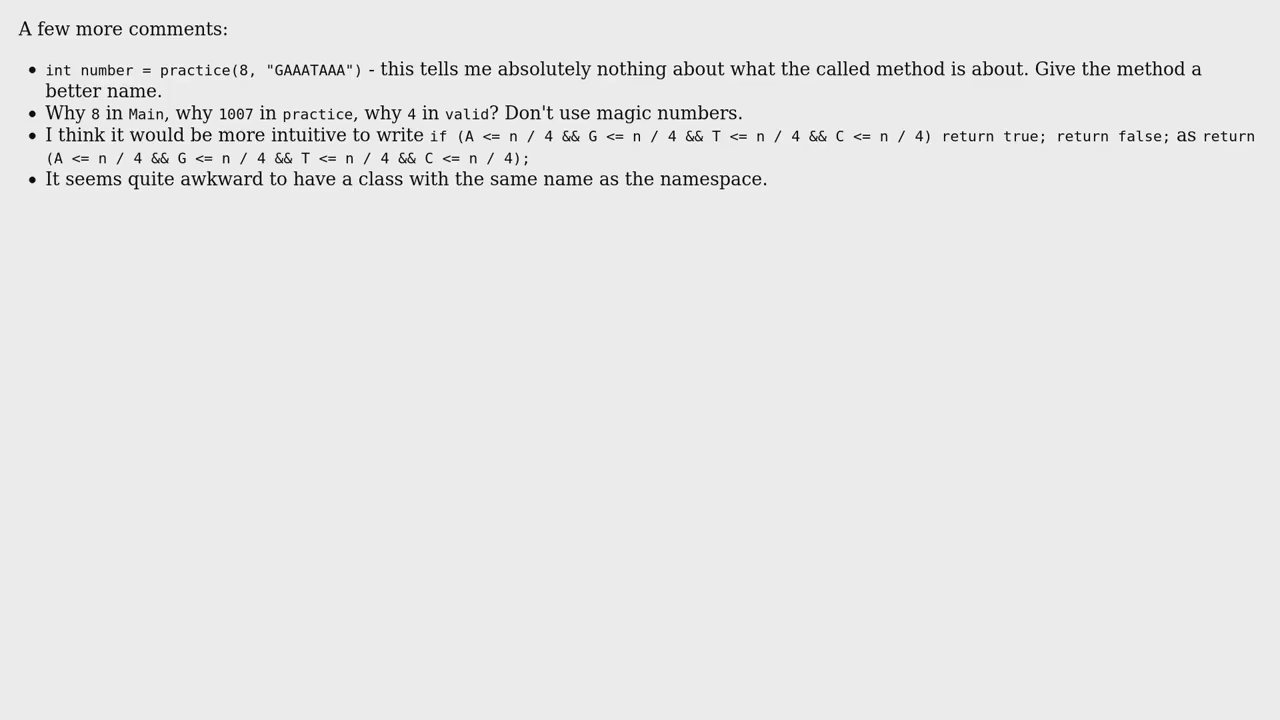 A few more comments:
• int number = practice(8, "GAAATAAA") - this tells me absolutely nothing about what the called method is about. Give the method a
better name.
• Why 8 in Main, why 1007 in practice, why 4 in valid? Don't use magic numbers.
• I think it would be more intuitive to write if (A <= n / 4 && G <= n / 4 && T <= n / 4 && C <= n / 4) return true; return false; as return
(A <= n / 4 && G <= n / 4 && T <= n / 4 && C <= n / 4);
• It seems quite awkward to have a class with the same name as the namespace.